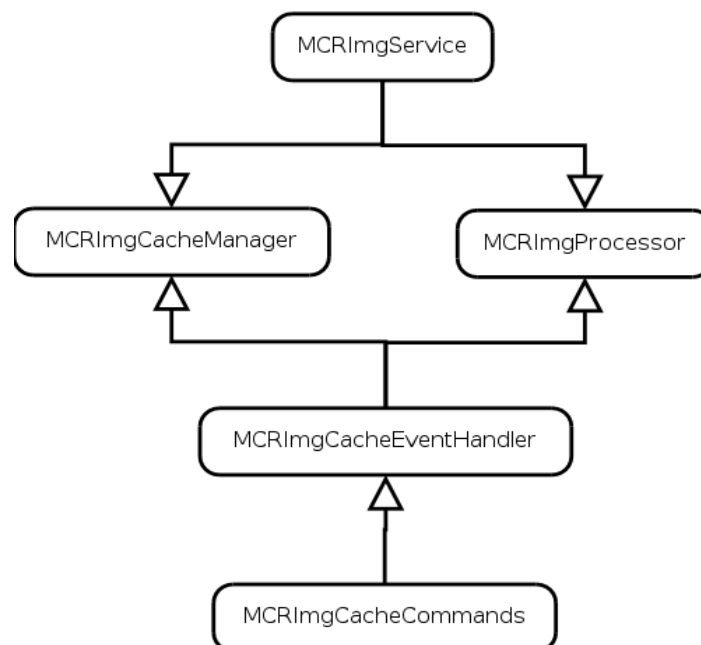 MCRImgService
MCRImgCacheManager
MCRImgProcessor
MCRImgCacheEventHandler
MCRImgCacheCommands